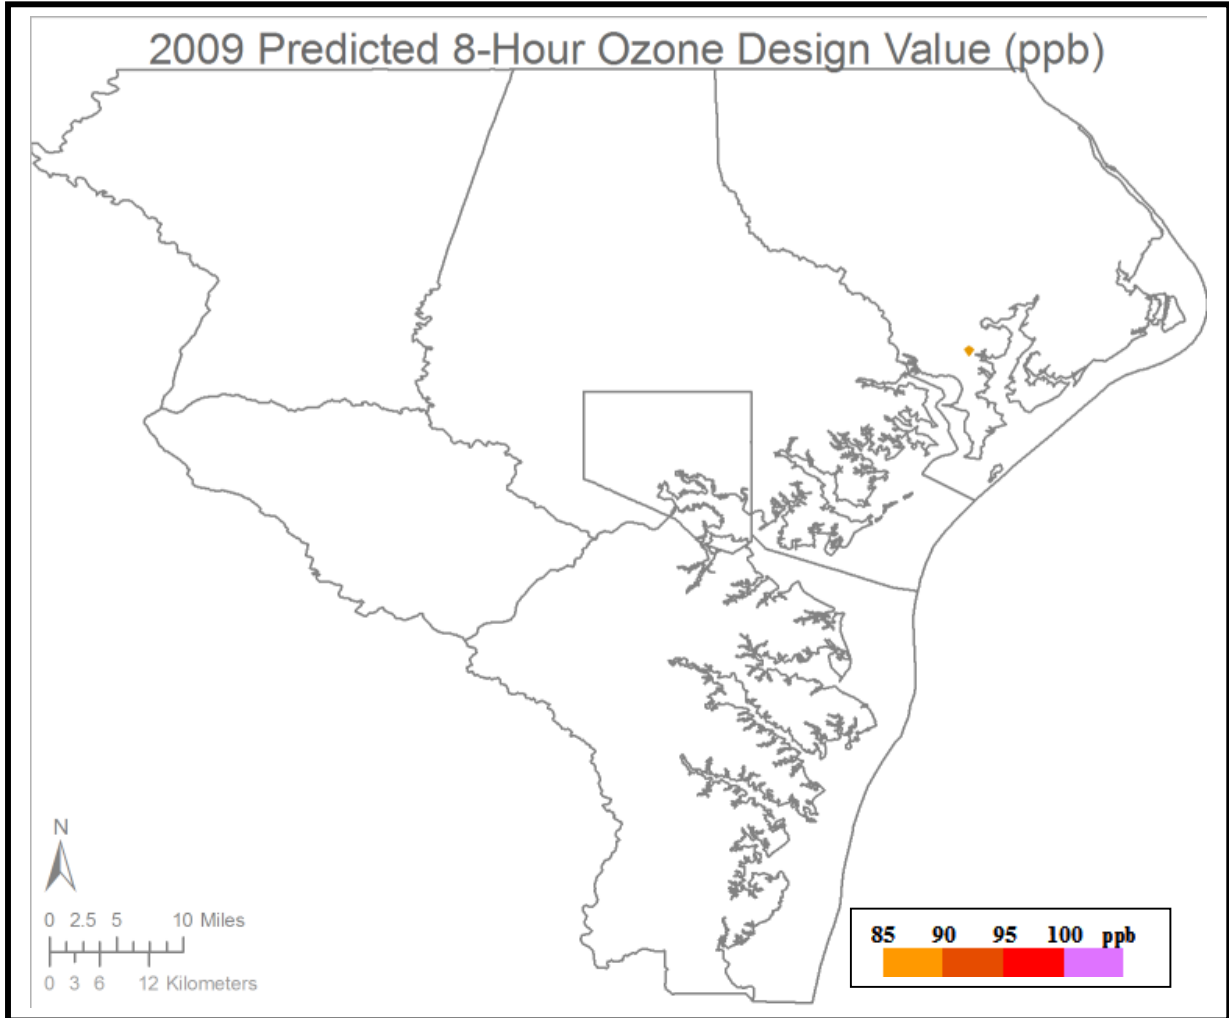 2009 Predicted 8-Hour Ozone Design Value (ppb)
N
0 2.5 5 10 Miles
0 3 6 12 Kilometers
85 90 95 100 ppb